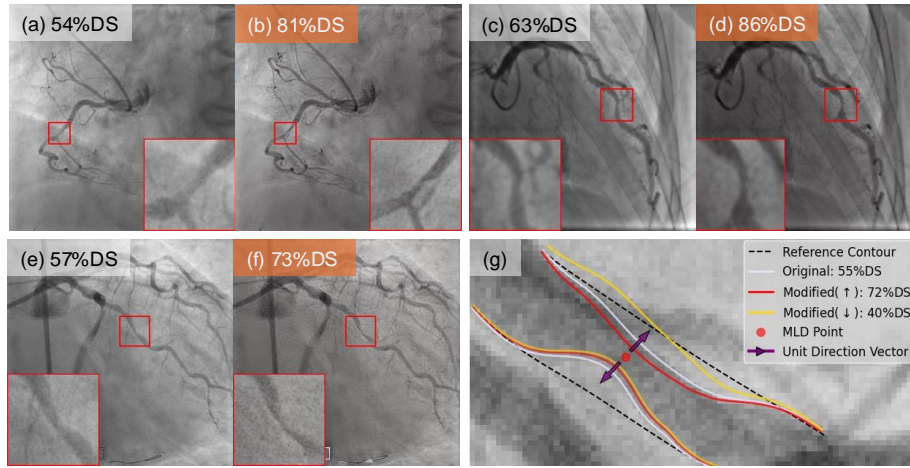 (a) 54%DS
(b) 81%DS
(c) 63%DS
(d) 86%DS
(e) 57%DS
(f) 73%DS
(g)
Reference Contour
Original: 55%DS
Modified(↑): 72%DS
Modified(↓): 40%DS
MLD Point
Unit Direction Vector